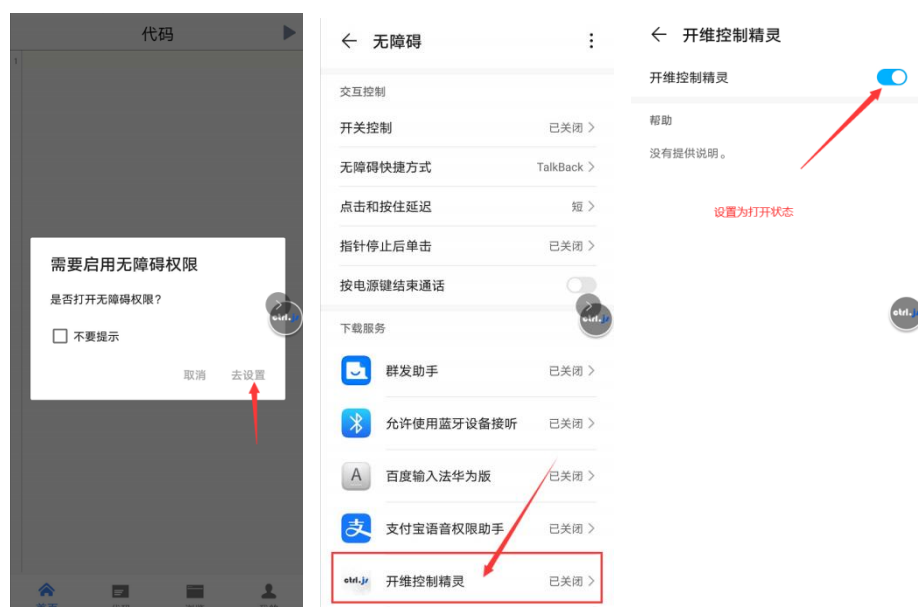 代码
1
需要启用无障碍权限
是否打开无障碍权限?
不要提示
取消 去设置
ctrl.js
首页
无障碍
交互控制
开关控制 已关闭
无障碍快捷方式 TalkBack
点击和按住延迟 短
指针停止后单击 已关闭
按电源键结束通话
ctrl.js
下载服务
群发助手 已关闭
允许使用蓝牙设备接听 已关闭
A 百度输入法华为版 已关闭
支 支付宝语音权限助手 已关闭
ctrl.js 开维控制精灵 已关闭
开维控制精灵
开维控制精灵
帮助
没有提供说明。
设置为打开状态
ctrl.j